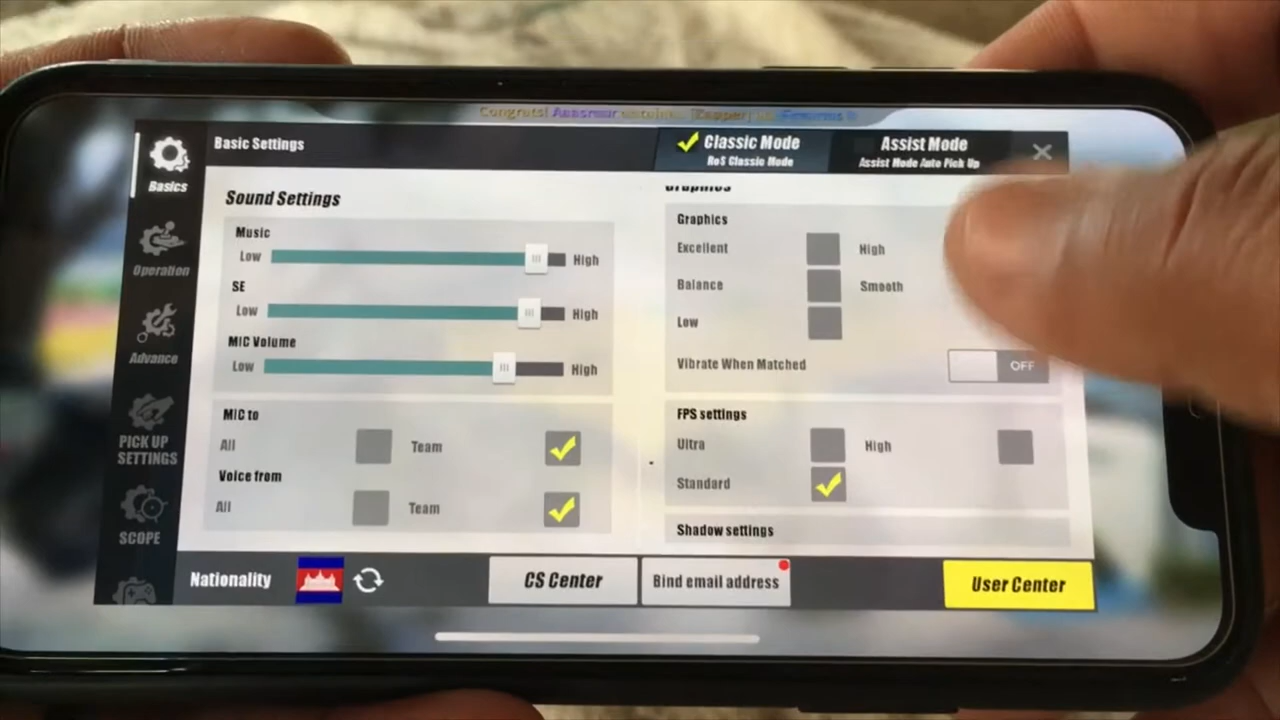 Congrats!
Basic Settings
Classic Mode
RoS Classic Mode
Assist Mode
Assist Mode Auto Pick Up
Basics
Operation
Advance
PICK UP
SETTINGS
SCOPE
Sound Settings
Music
Low High
SE
Low High
MIC Volume
Low High
MIC to
All Team
Voice from
All Team
Graphics
Graphics
Excellent High
Balance Smooth
Low
Vibrate When Matched OFF
FPS settings
Ultra High
Standard
Shadow settings
Nationality
CS Center
Bind email address
User Center